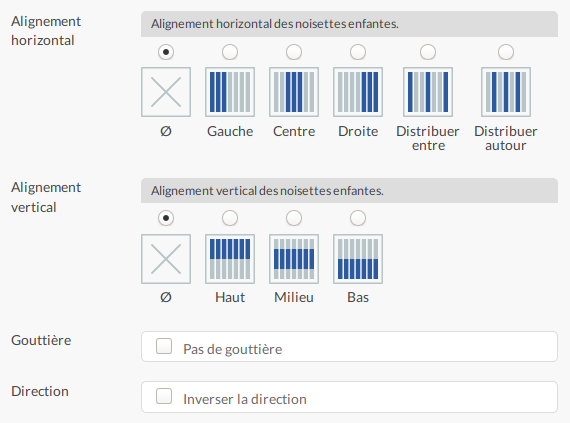 Alignement
horizontal
Alignement horizontal des noisettes enfantes.
Ø
Gauche
Centre
Droite
Distribuer
entre
Distribuer
autour
Alignement
vertical
Alignement vertical des noisettes enfantes.
Ø
Haut
Milieu
Bas
Gouttière
Pas de gouttière
Direction
Inverser la direction